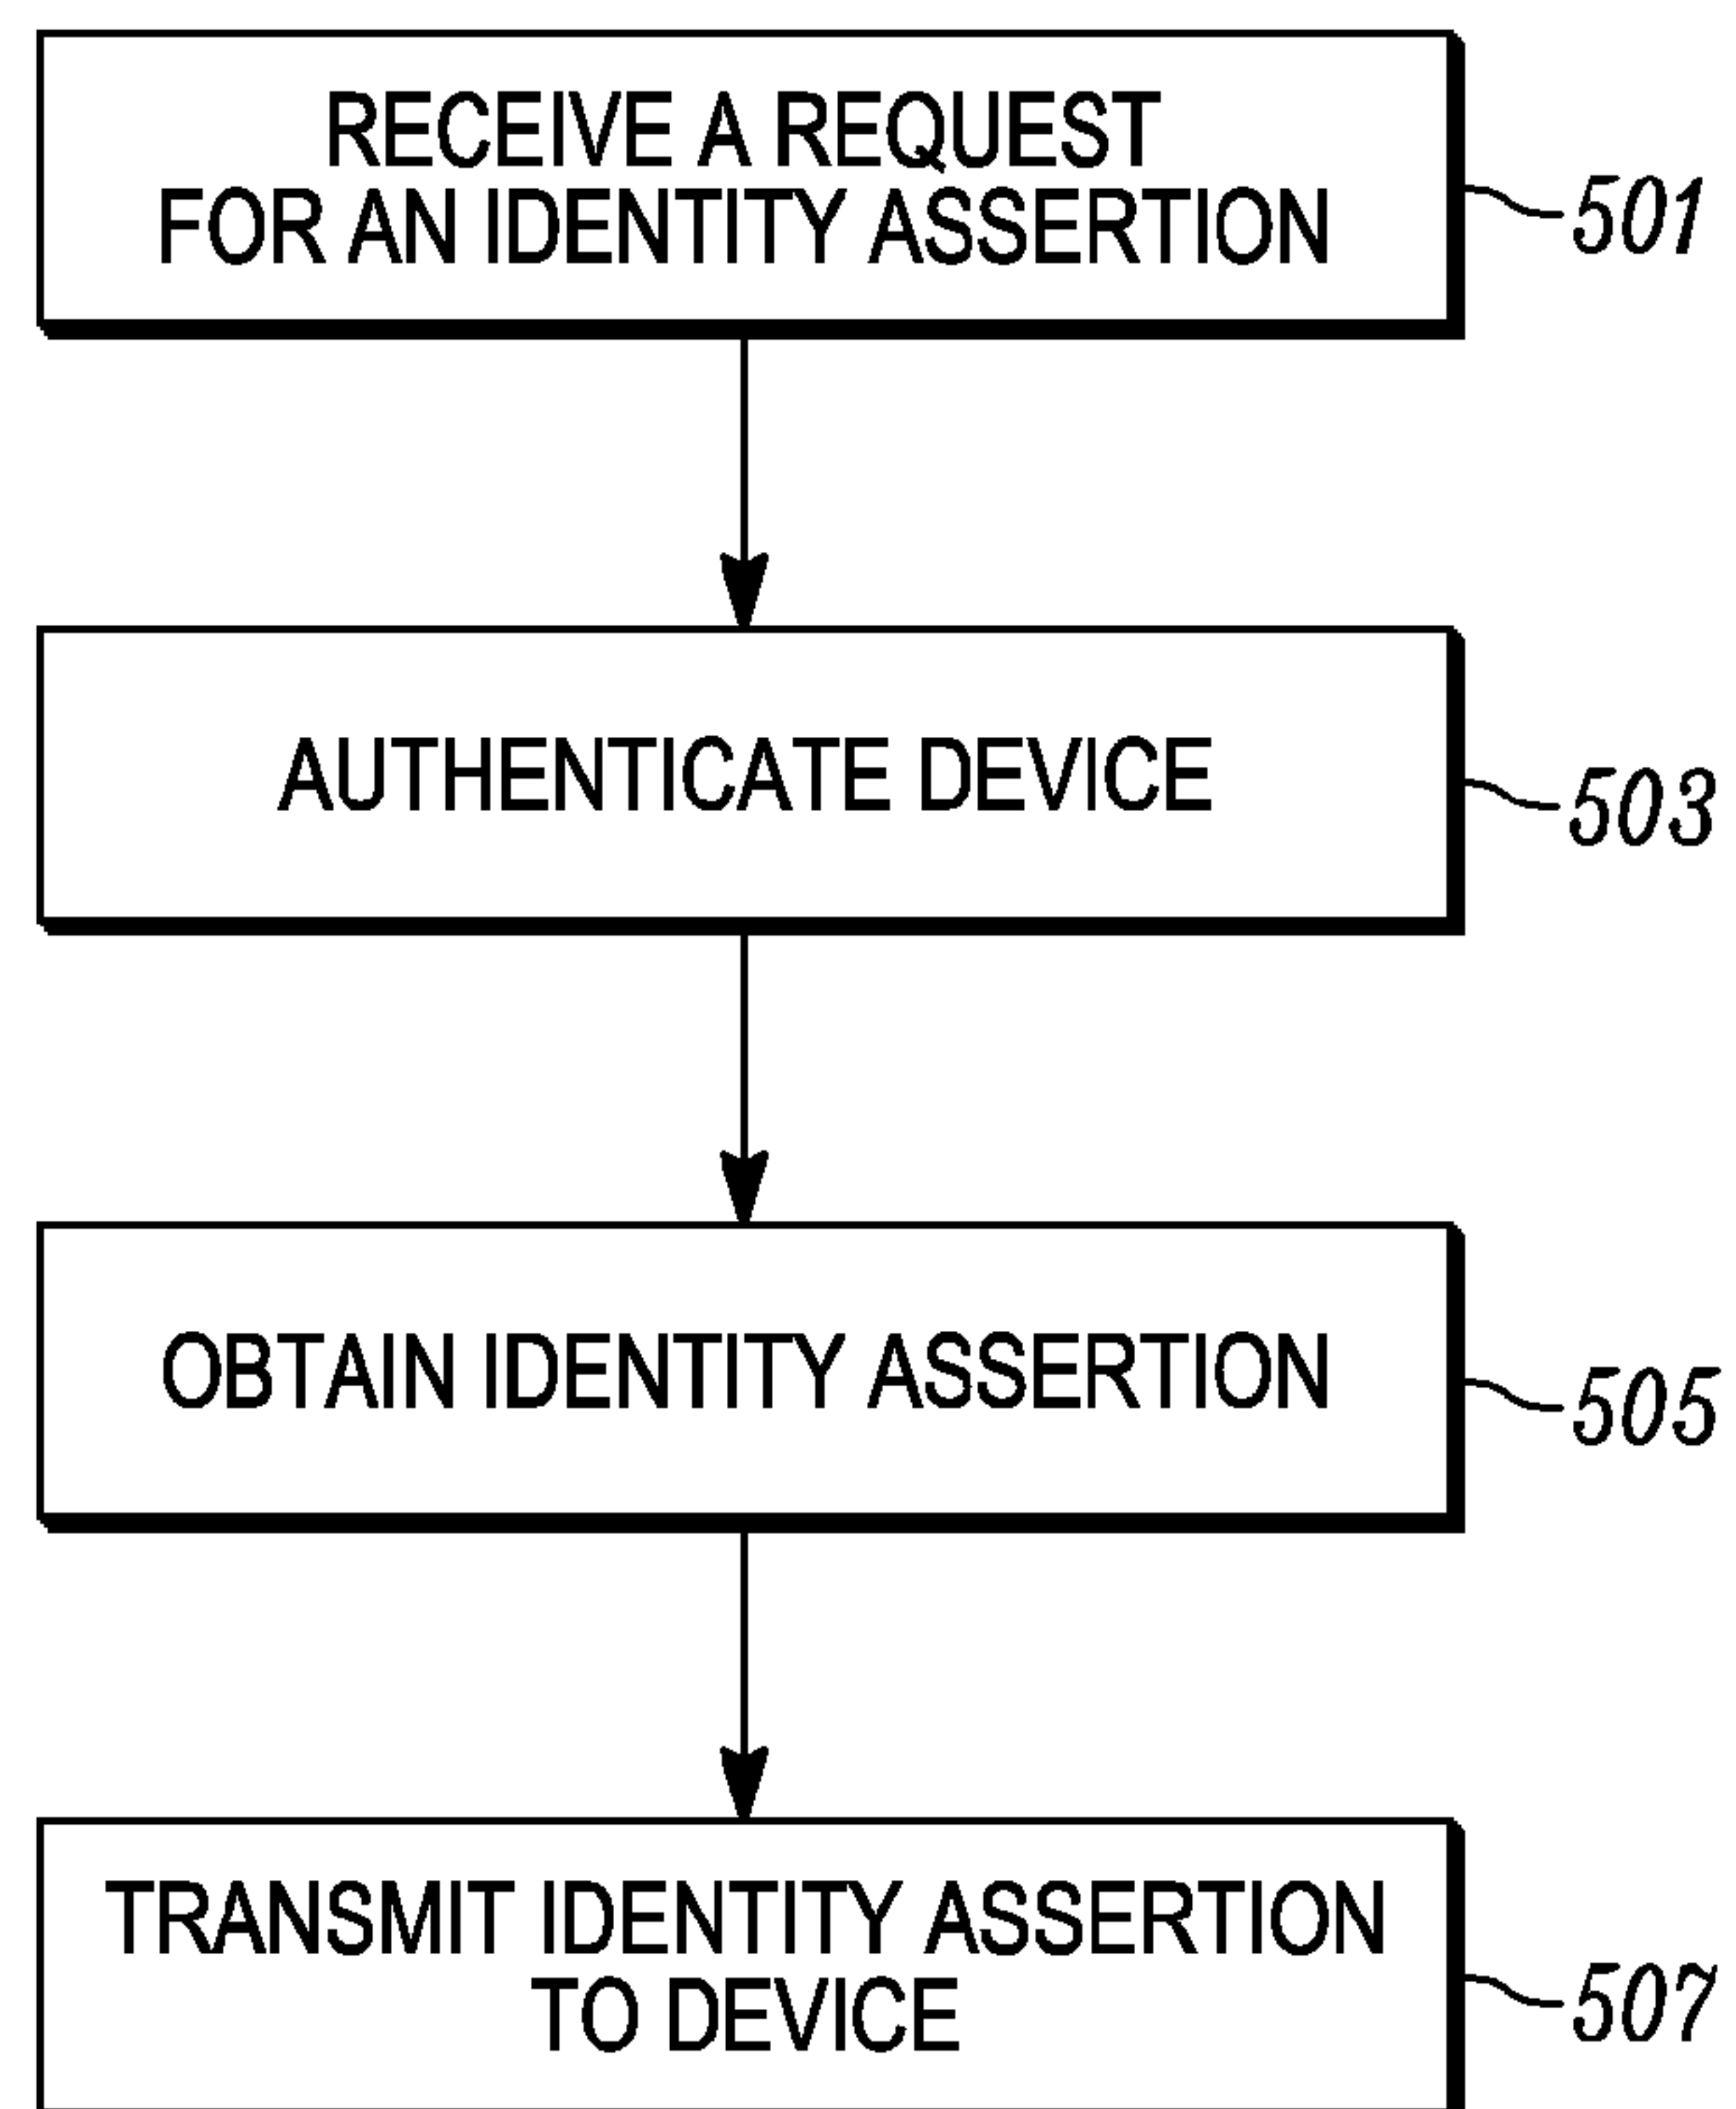 RECEIVE A REQUEST
FOR AN IDENTITY ASSERTION
501
AUTHENTICATE DEVICE
503
OBTAIN IDENTITY ASSERTION
505
TRANSMIT IDENTITY ASSERTION
TO DEVICE
507